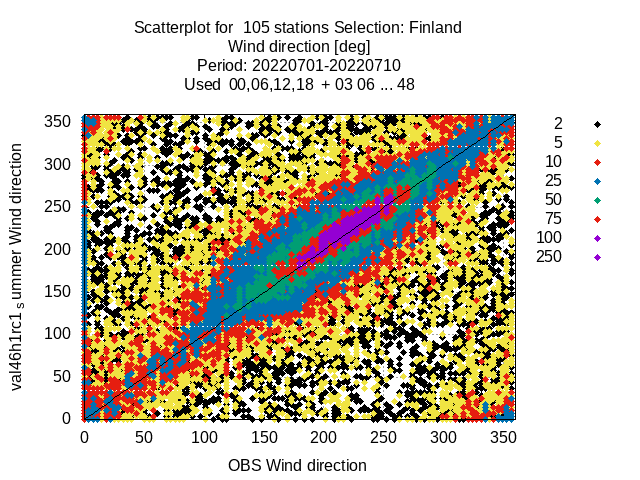 Scatterplot for 105 stations Selection: Finland
Wind direction [deg]
Period: 20220701-20220710
Used 00,06,12,18 + 03 06 ... 48
val46h1rc1 s ummer Wind direction
350
300
250
200
150
100
50
0
0 50 100 150 200 250 300 350
OBS Wind direction
2
5
10
25
50
75
100
250